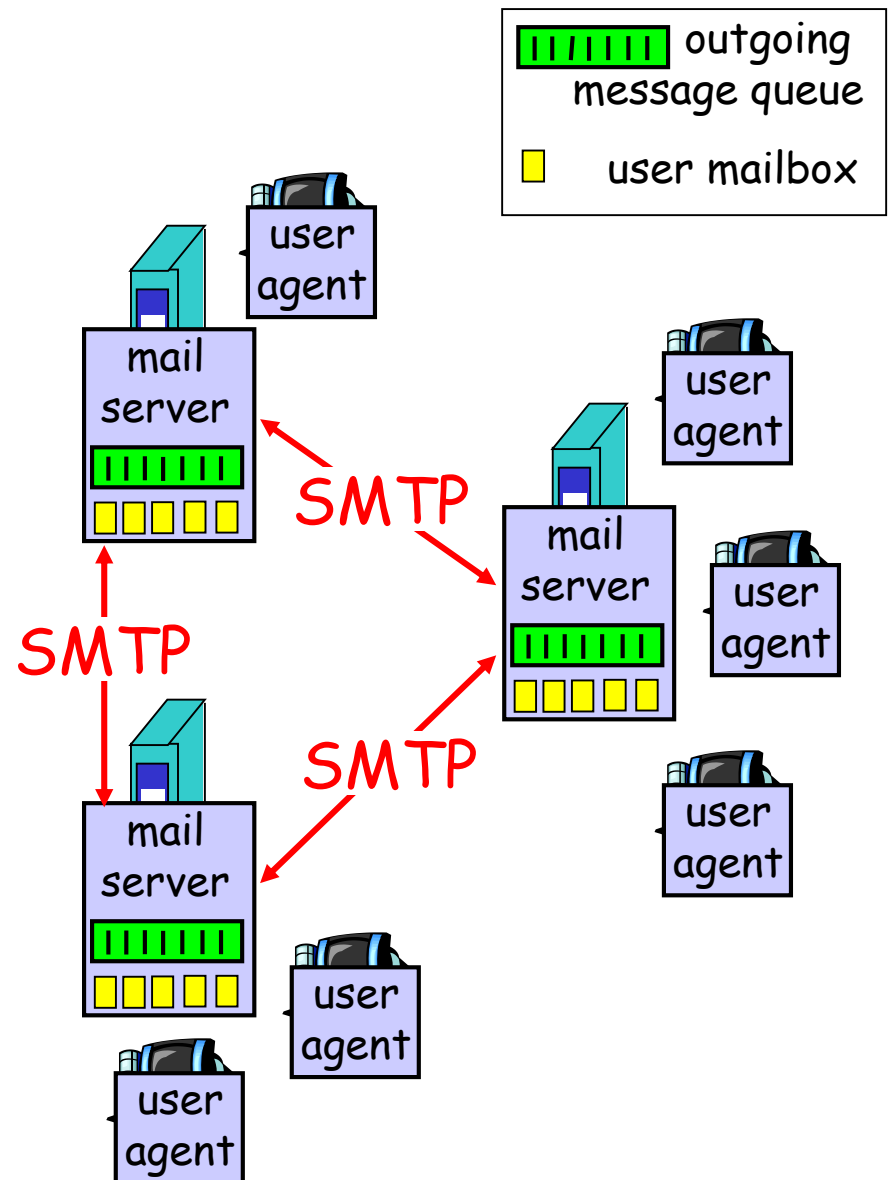 outgoing
message queue
user mailbox
user
agent
mail
server
user
agent
SMTP
mail
server
user
agent
SMTP
SMTP
user
agent
mail
server
user
agent
user
agent